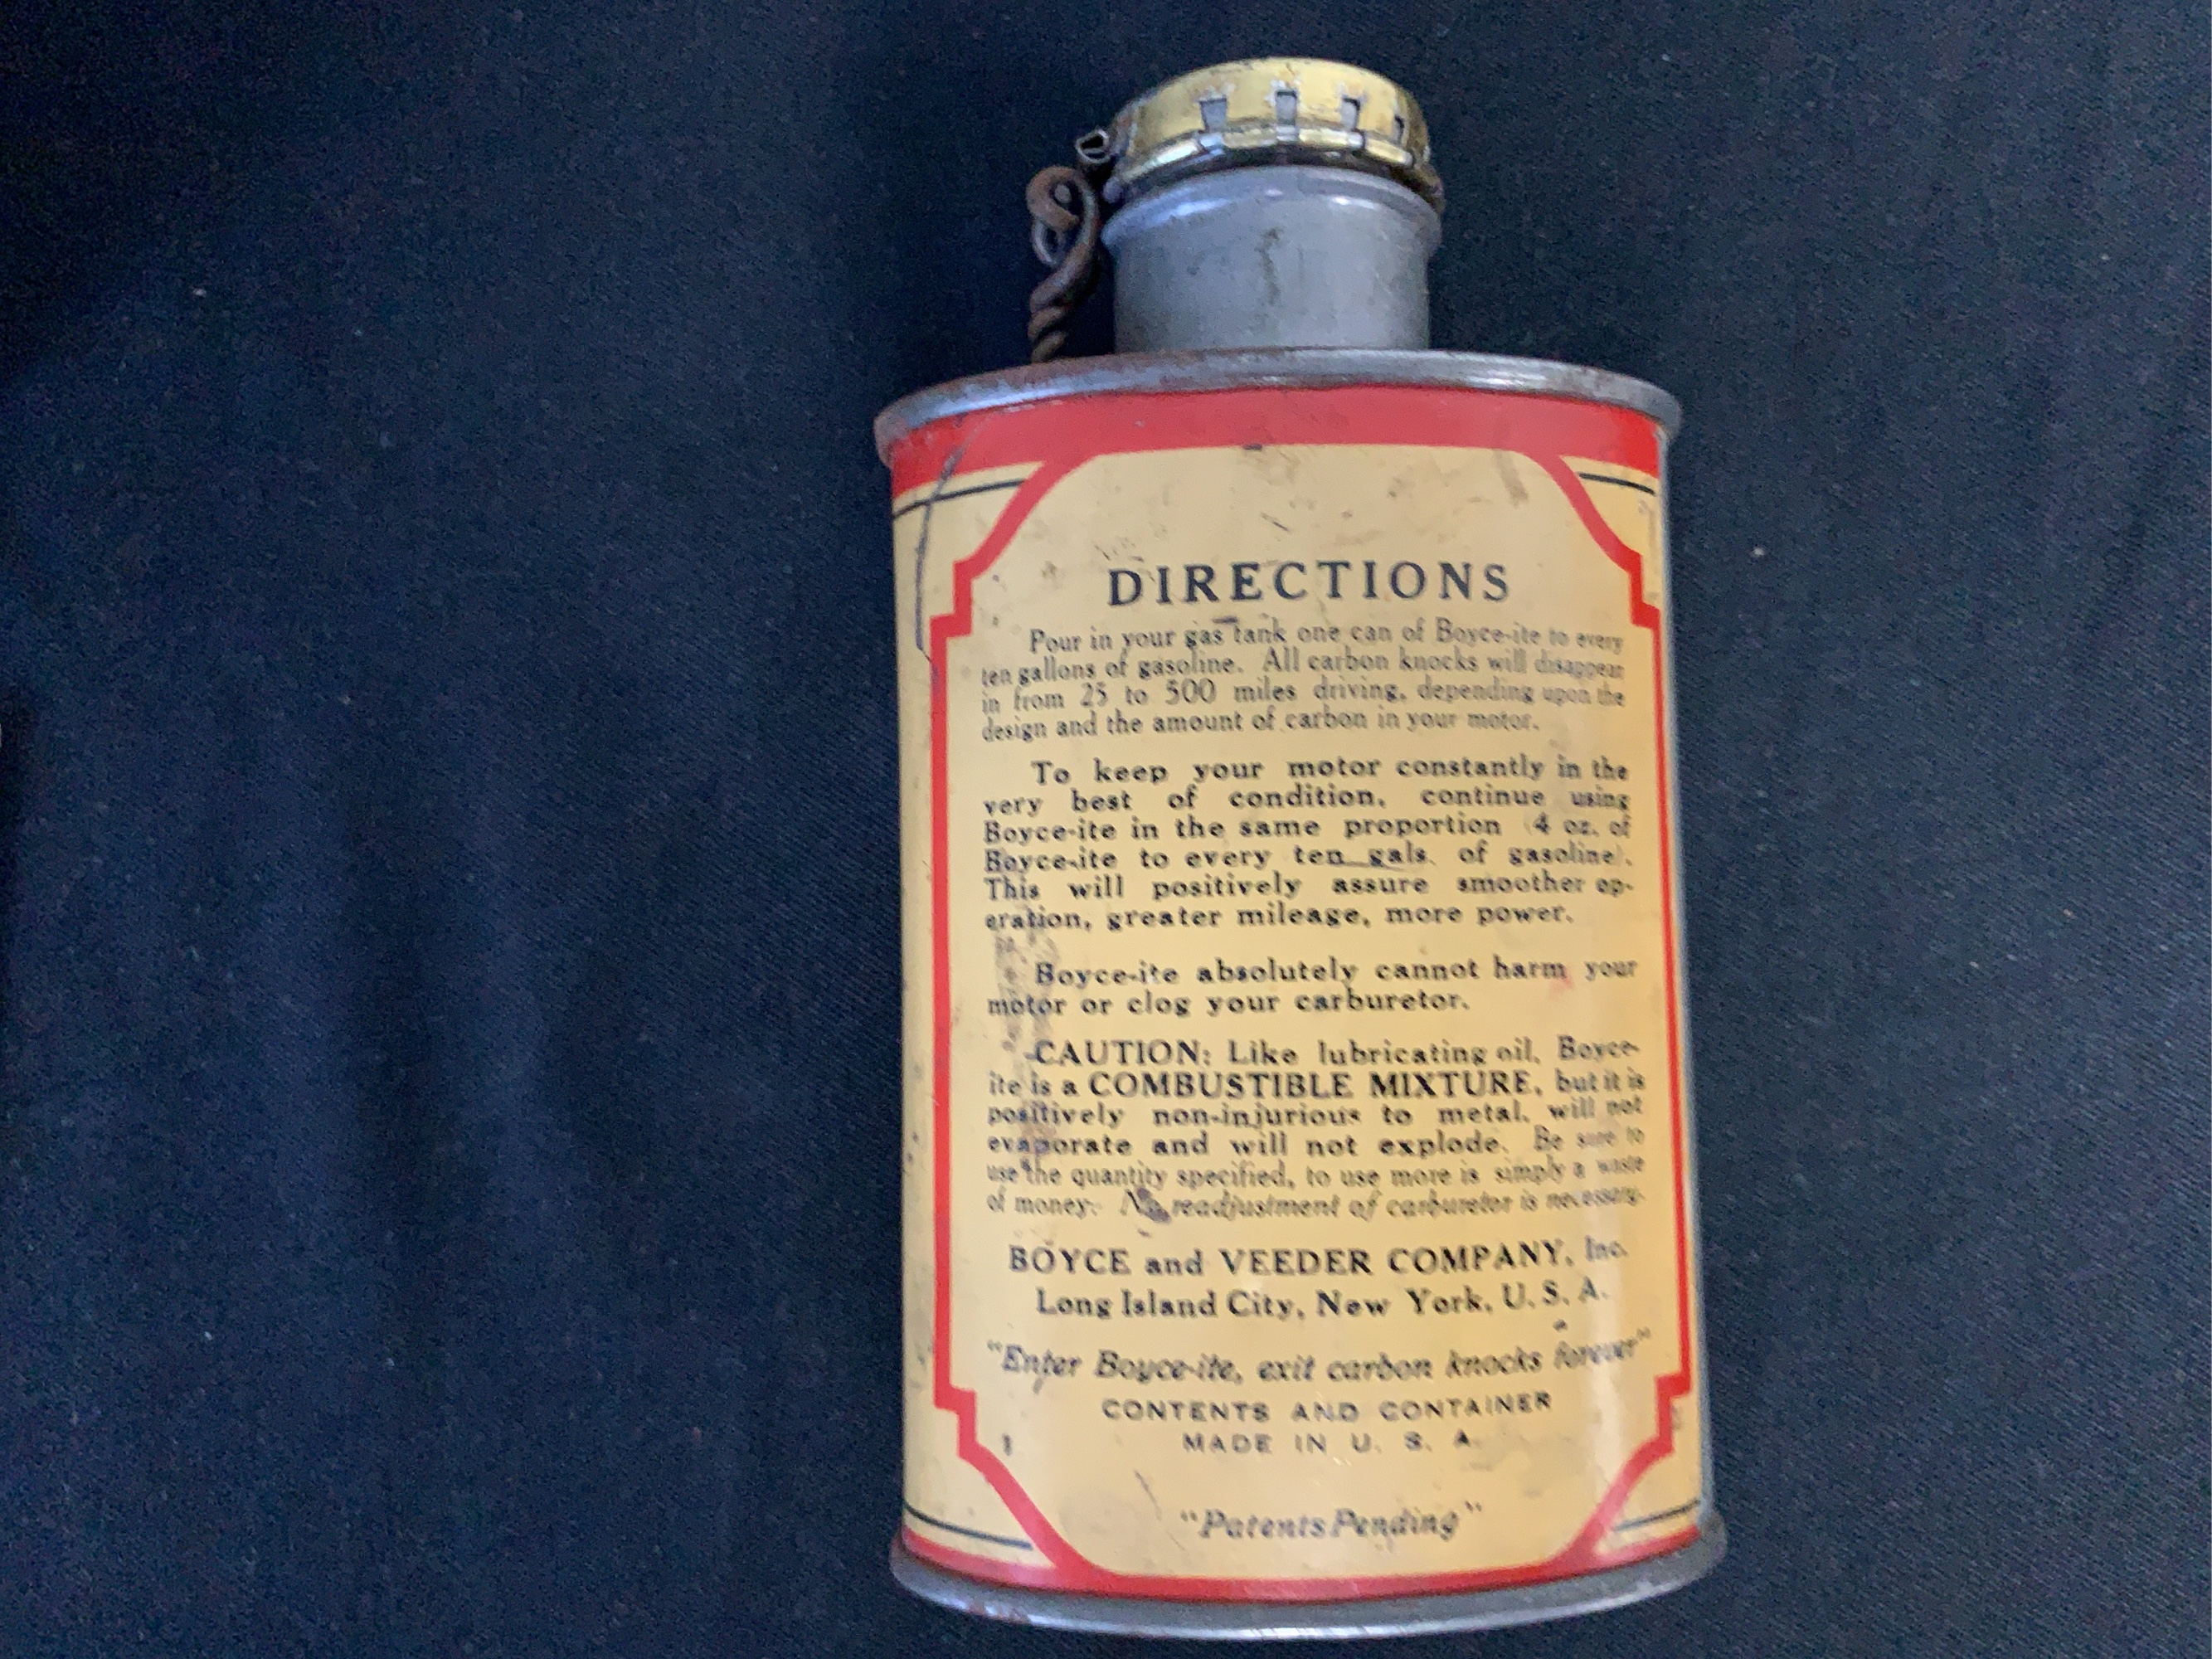 DIRECTIONS
Pour in your gas tank one can of Boyce-ite to every
ten gallons of gasoline. All carbon knocks will disappear
in from 25 to 500 miles driving, depending upon the
design and the amount of carbon in your motor.
To keep your motor constantly in the
very best of condition, continue using
Boyce-ite in the same proportion (4 oz. of
Boyce-ite to every ten gals. of gasoline).
This will positively assure smoother op-
eration, greater mileage, more power.
Boyce-ite absolutely cannot harm your
motor or clog your carburetor.
CAUTION: Like lubricating oil, Boyce-
ite is a COMBUSTIBLE MIXTURE, but it is
positively non-injurious to metal, will not
evaporate and will not explode. Be sure to
use the quantity specified, to use more is simply a waste
of money. No readjustment of carburetor is necessary.
BOYCE and VEEDER COMPANY, Inc.
Long Island City, New York, U. S. A.
"Enter Boyce-ite, exit carbon knocks forever"
CONTENTS AND CONTAINER
MADE IN U. S. A.
"Patents Pending"